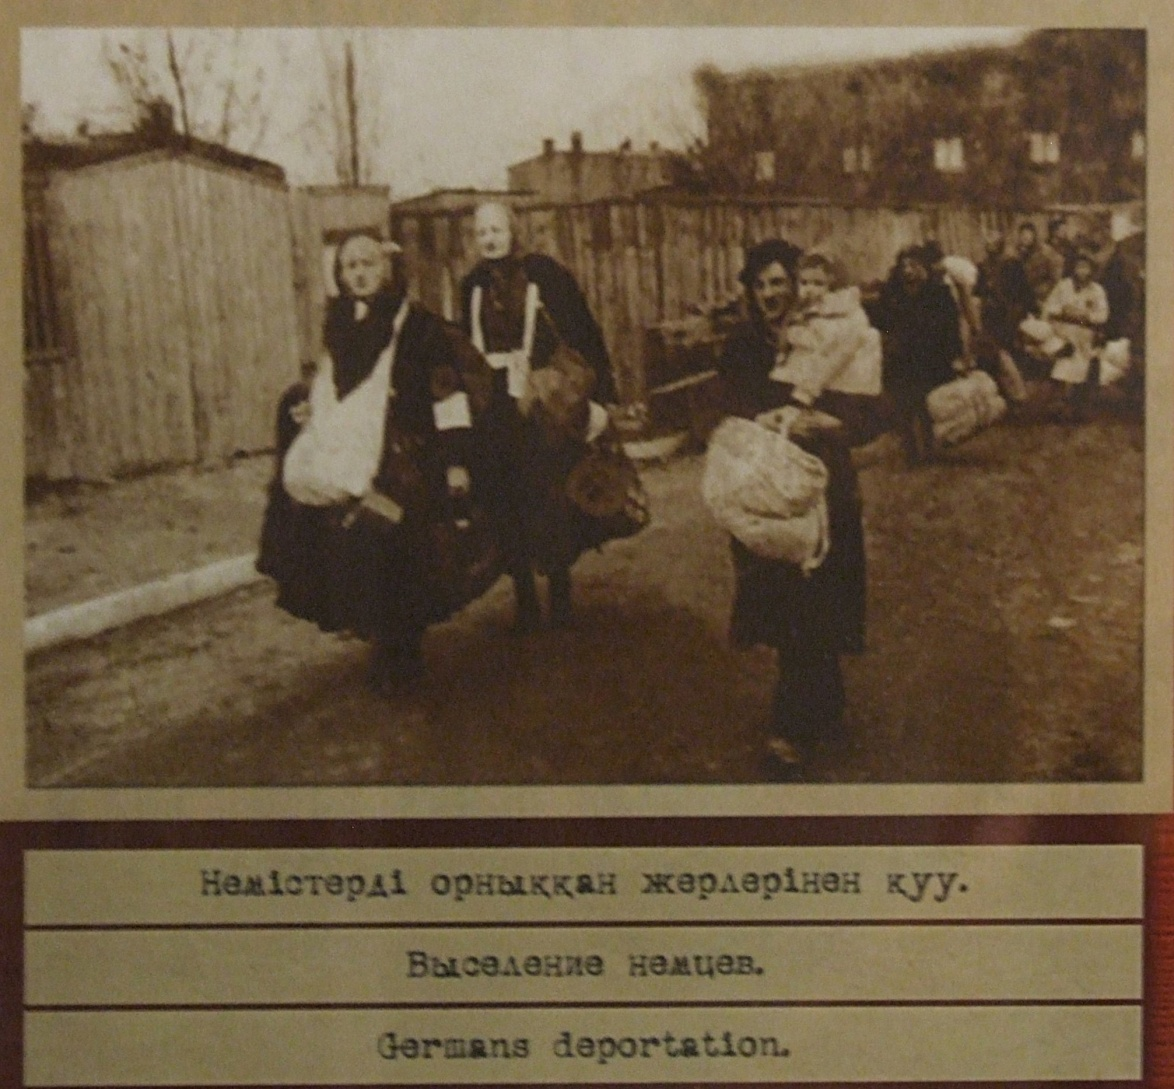 Немістерді орныққан жерлерінен қуу.
Выселение немцев.
Germans deportation.